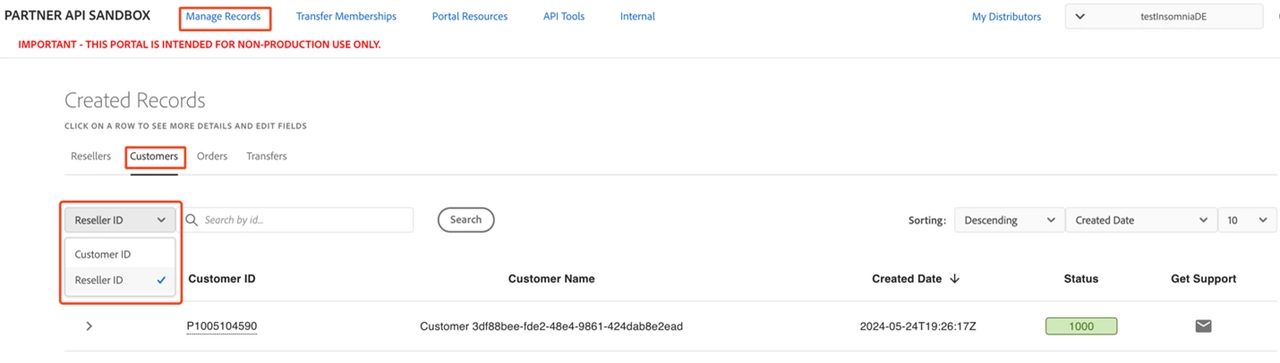 PARTNER API SANDBOX Manage Records Transfer Memberships Portal Resources API Tools Internal My Distributors testInsomniaDE
IMPORTANT - THIS PORTAL IS INTENDED FOR NON-PRODUCTION USE ONLY.
Created Records
CLICK ON A ROW TO SEE MORE DETAILS AND EDIT FIELDS
Resellers Customers Orders Transfers
Reseller ID Search by id... Search Sorting: Descending Created Date 10
Customer ID
Reseller ID Customer ID Customer Name Created Date Status Get Support
P1005104590 Customer 3df88bee-fde2-48e4-9861-424dab8e2ead 2024-05-24T19:26:17Z 1000